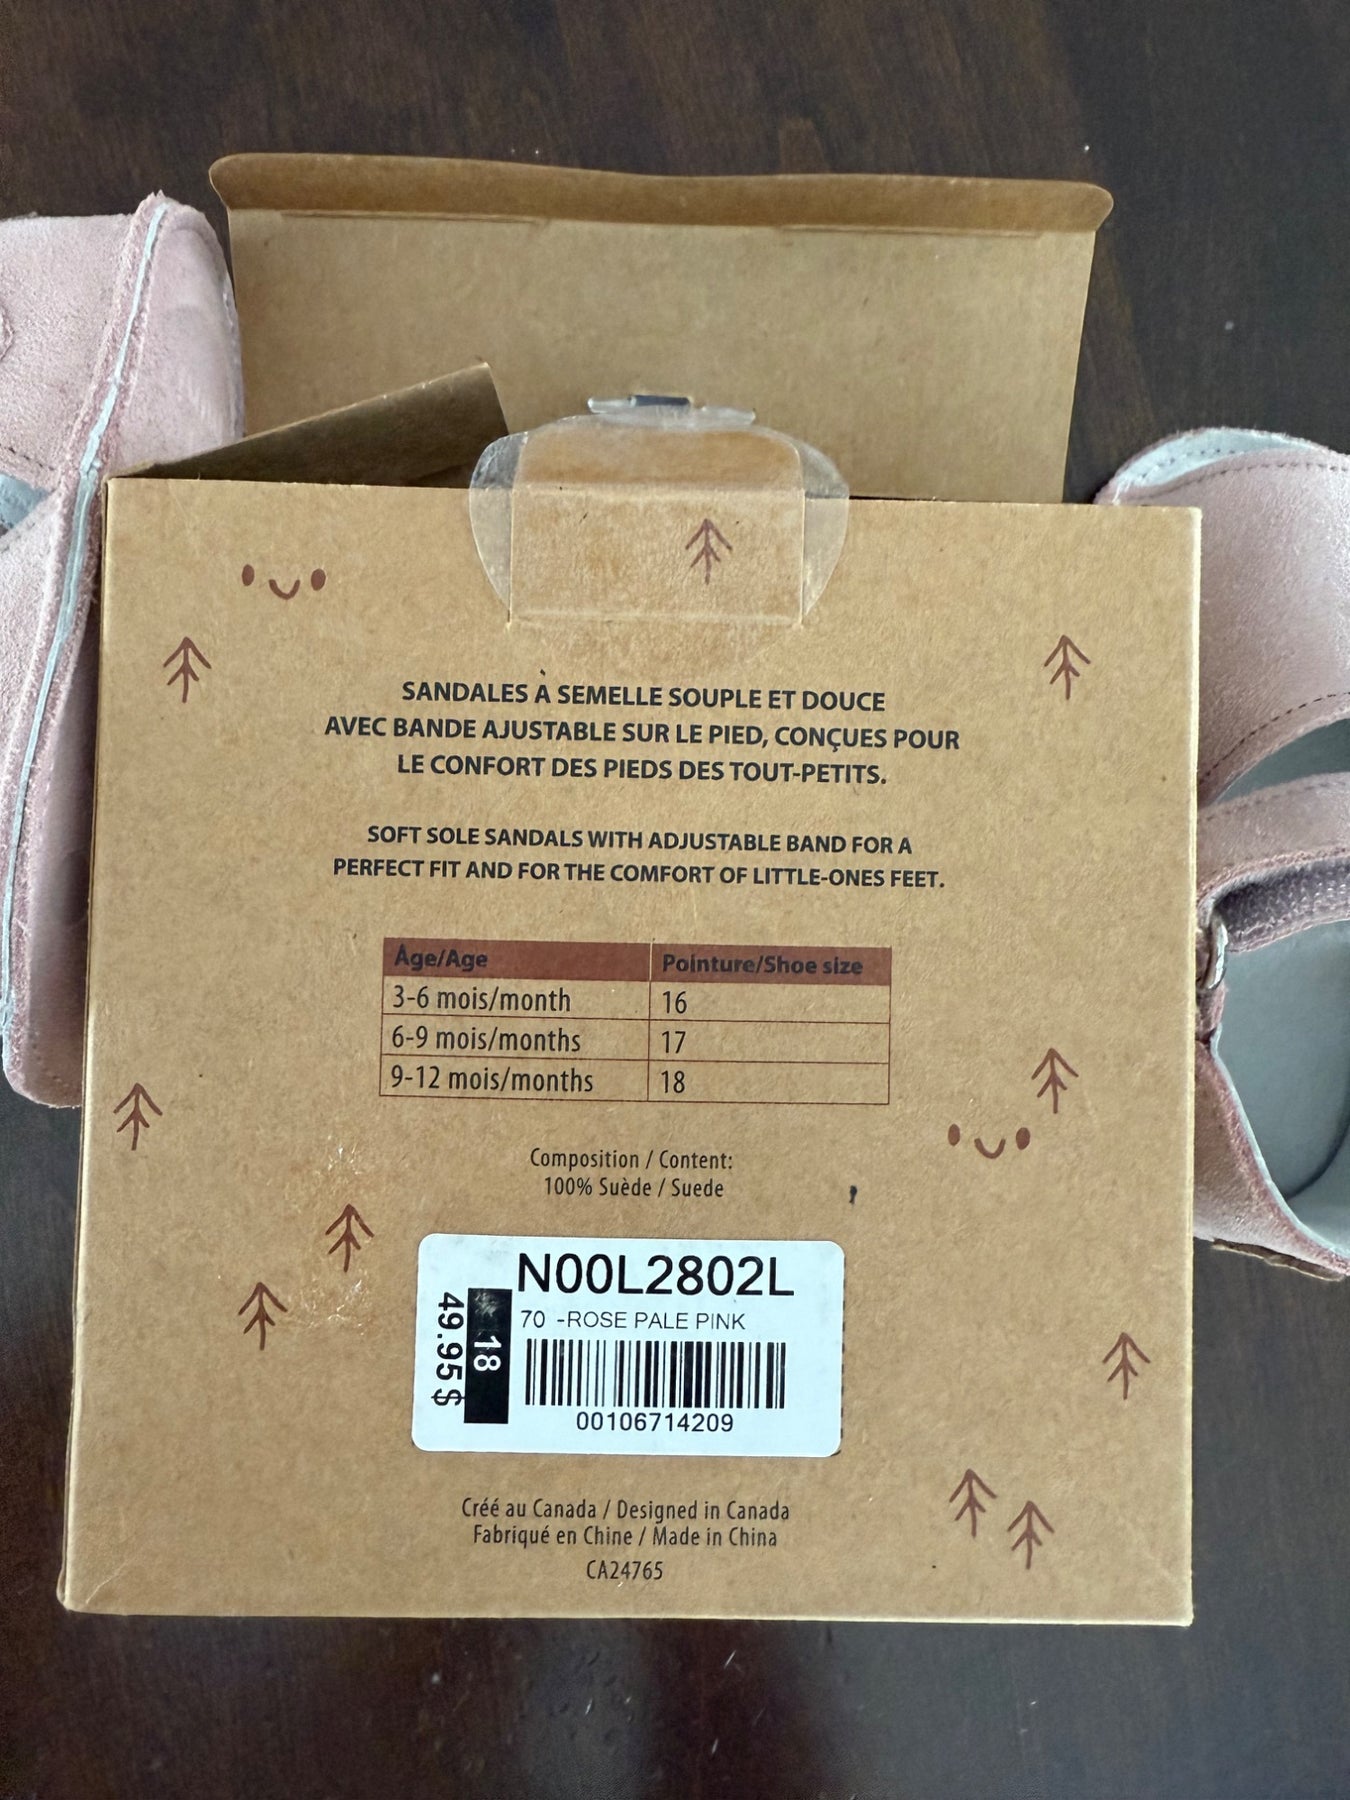 SANDALES À SEMELLE SOUPLE ET DOUCE
AVEC BANDE AJUSTABLE SUR LE PIED, CONÇUES POUR
LE CONFORT DES PIEDS DES TOUT-PETITS.
SOFT SOLE SANDALS WITH ADJUSTABLE BAND FOR A
PERFECT FIT AND FOR THE COMFORT OF LITTLE-ONES FEET.
Âge/Age Pointure/Shoe size
3-6 mois/month 16
6-9 mois/months 17
9-12 mois/months 18
Composition / Content:
100% Suède / Suede
N00L2802L
70 -ROSE PALE PINK
18
49.95 $
00106714209
Créé au Canada / Designed in Canada
Fabriqué en Chine / Made in China
CA24765